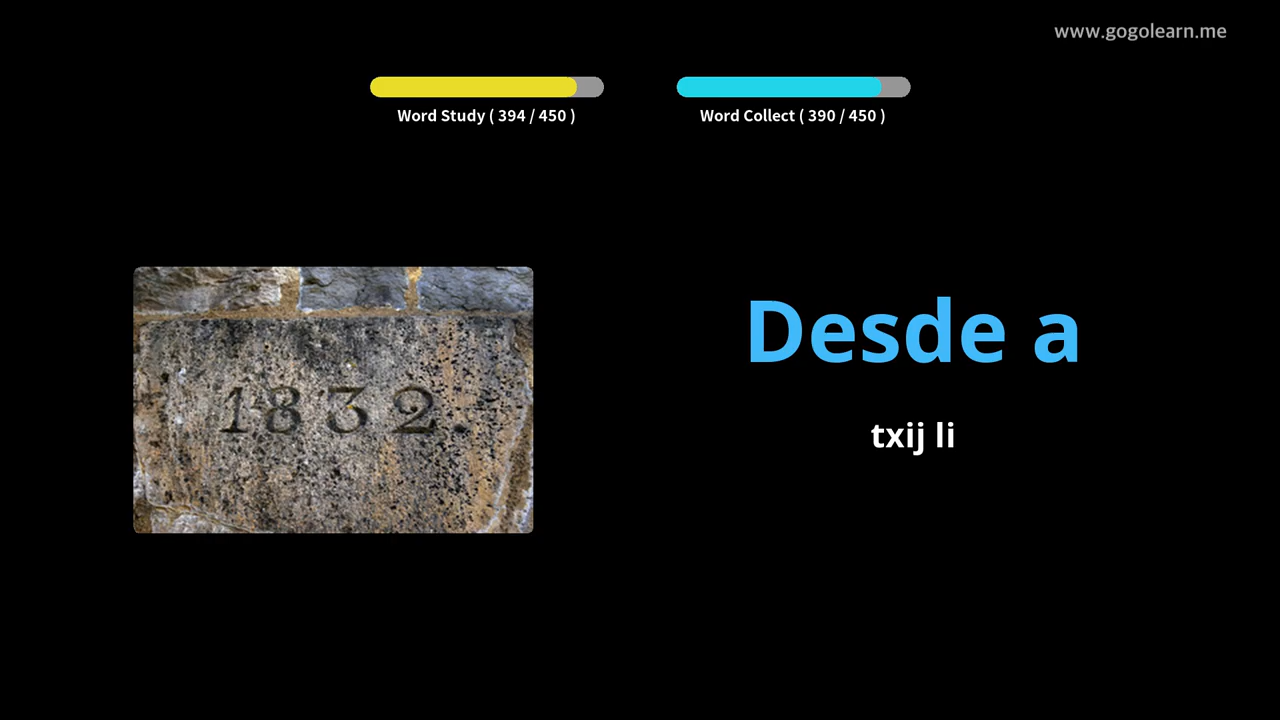 www.gogolearn.me
Word Study ( 394 / 450 )
Word Collect ( 390 / 450 )
1832.
Desde a
txij li